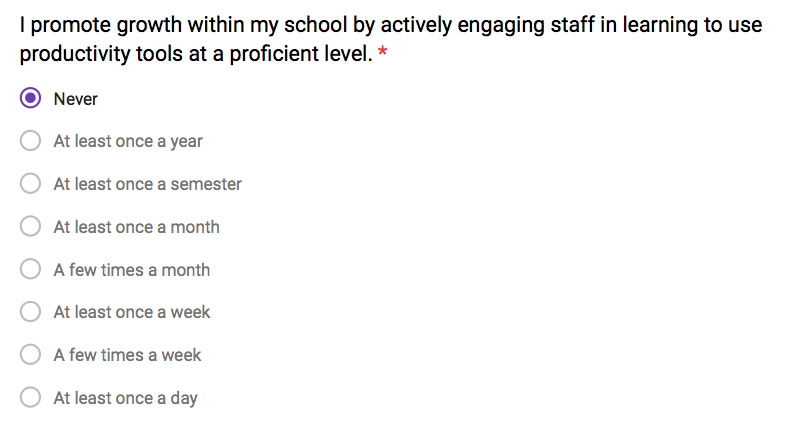 I promote growth within my school by actively engaging staff in learning to use
productivity tools at a proficient level. *
Never
At least once a year
At least once a semester
At least once a month
A few times a month
At least once a week
A few times a week
At least once a day